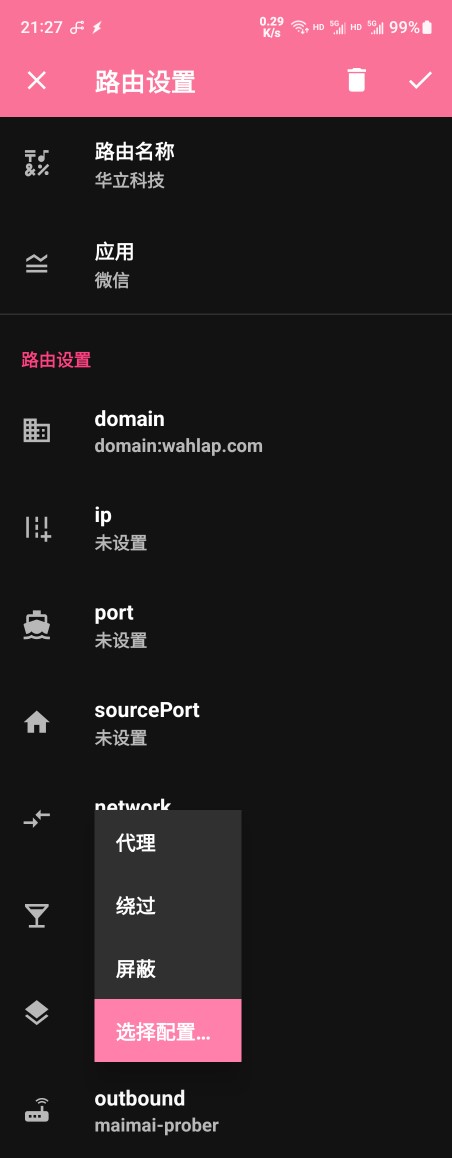 21:27
0.29 K/s HD 5G HD 5G 99%
路由设置
路由名称
华立科技
应用
微信
路由设置
domain
domain:wahlap.com
ip
未设置
port
未设置
sourcePort
未设置
network
代理
绕过
屏蔽
选择配置...
outbound
maimai-prober